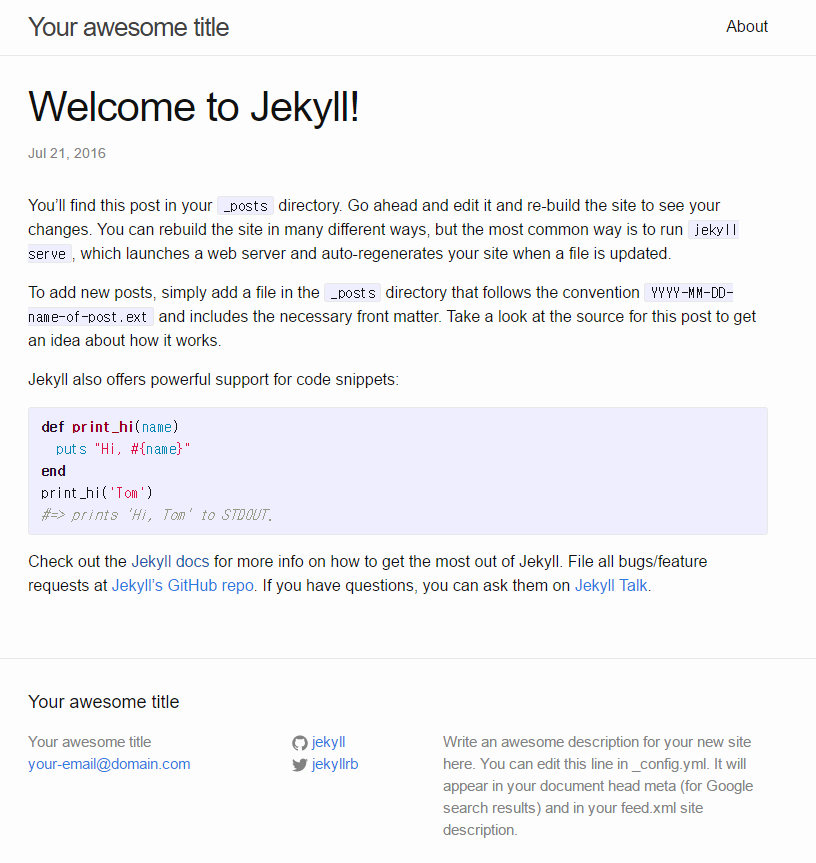 Your awesome title
About
Welcome to Jekyll!
Jul 21, 2016
You’ll find this post in your _posts directory. Go ahead and edit it and re-build the site to see your
changes. You can rebuild the site in many different ways, but the most common way is to run jekyll
serve, which launches a web server and auto-regenerates your site when a file is updated.
To add new posts, simply add a file in the _posts directory that follows the convention YYYY-MM-DD-
name-of-post.ext and includes the necessary front matter. Take a look at the source for this post to get
an idea about how it works.
Jekyll also offers powerful support for code snippets:
def print_hi(name)
  puts "Hi, #{name}"
end
print_hi('Tom')
#=> prints 'Hi, Tom' to STDOUT.
Check out the Jekyll docs for more info on how to get the most out of Jekyll. File all bugs/feature
requests at Jekyll’s GitHub repo. If you have questions, you can ask them on Jekyll Talk.
Your awesome title
Your awesome title
your-email@domain.com
jekyll
jekyllrb
Write an awesome description for your new site
here. You can edit this line in _config.yml. It will
appear in your document head meta (for Google
search results) and in your feed.xml site
description.